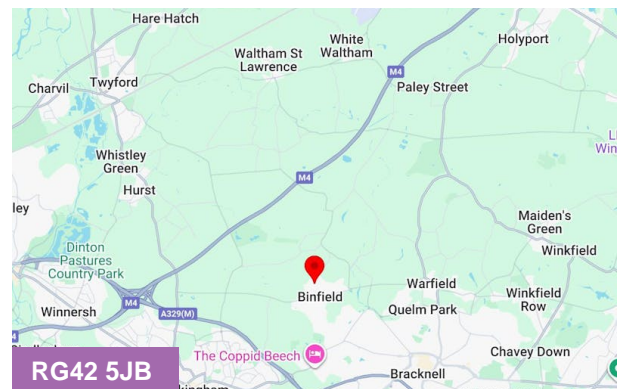 Hare Hatch
White
Waltham
Holyport
Waltham St
Lawrence
Twyford
M4
Charvil
Paley Street
Whistley
Green
M4
Hurst
ley
Maiden's
Green
Dinton
Pastures
Country Park
Winkfield
M4
Binfield
Warfield
Winkfield
Row
Winnersh
A329(M)
Quelm Park
The Coppid Beech
Chavey Down
RG42 5JB
Bracknell